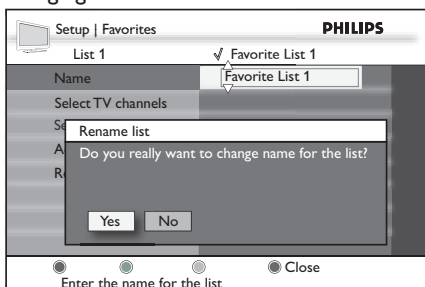 Setup | Favorites PHILIPS
List 1 Favorite List 1
Name Favorite List 1
Select TV channels
Se
A
R
Rename list
Do you really want to change name for the list?
Yes No
Close
Enter the name for the list